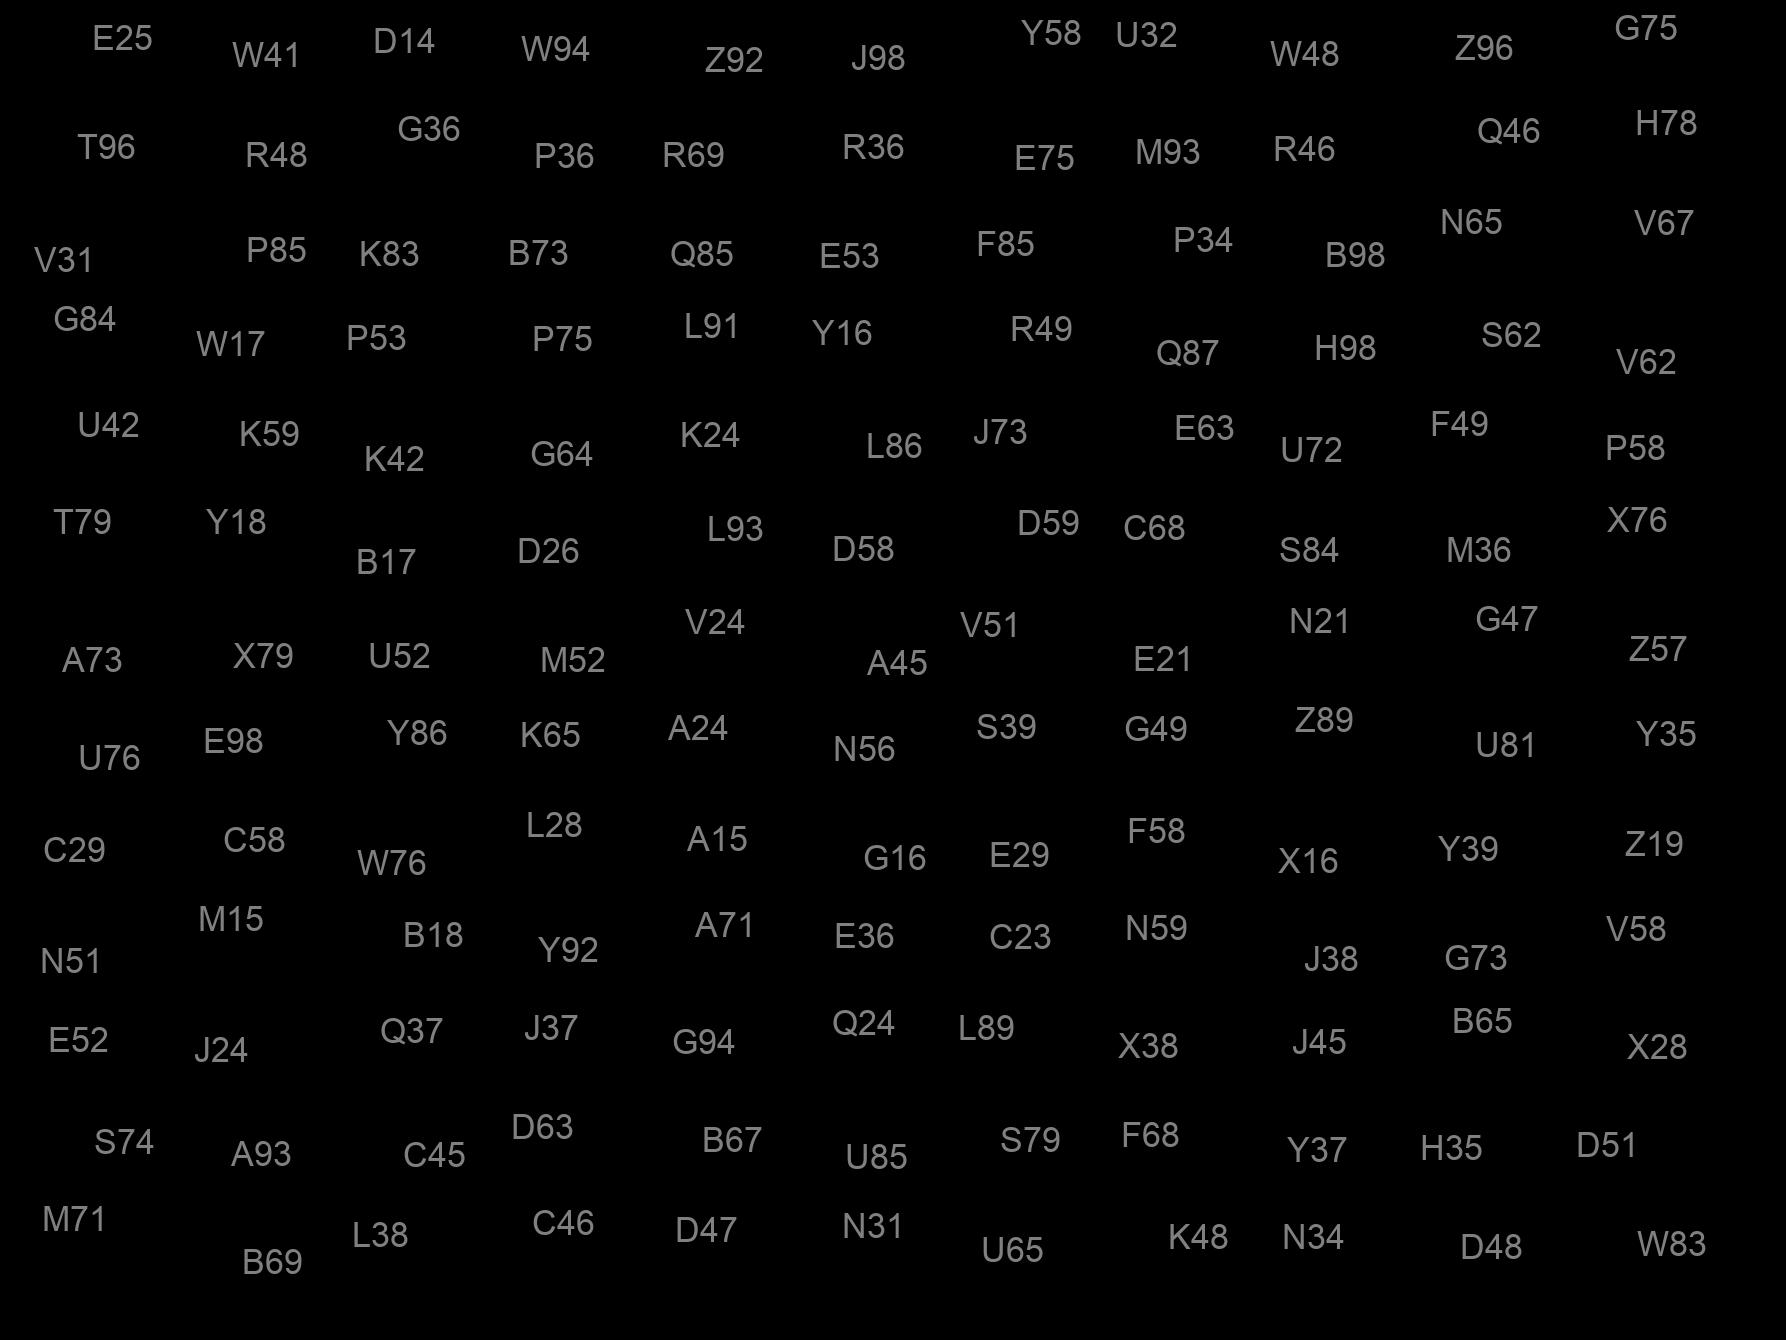 E25 W41 D14 W94 Z92 J98 Y58 U32 W48 Z96 G75
T96 R48 G36 P36 R69 R36 E75 M93 R46 Q46 H78
V31 P85 K83 B73 Q85 E53 F85 P34 B98 N65 V67
G84 W17 P53 P75 L91 Y16 R49 Q87 H98 S62 V62
U42 K59 K42 G64 K24 L86 J73 E63 U72 F49 P58
T79 Y18 B17 D26 L93 D58 D59 C68 S84 M36 X76
A73 X79 U52 M52 V24 A45 V51 E21 N21 G47 Z57
U76 E98 Y86 K65 A24 N56 S39 G49 Z89 U81 Y35
C29 C58 W76 L28 A15 G16 E29 F58 X16 Y39 Z19
N51 M15 B18 Y92 A71 E36 C23 N59 J38 G73 V58
E52 J24 Q37 J37 G94 Q24 L89 X38 J45 B65 X28
S74 A93 C45 D63 B67 U85 S79 F68 Y37 H35 D51
M71 B69 L38 C46 D47 N31 U65 K48 N34 D48 W83